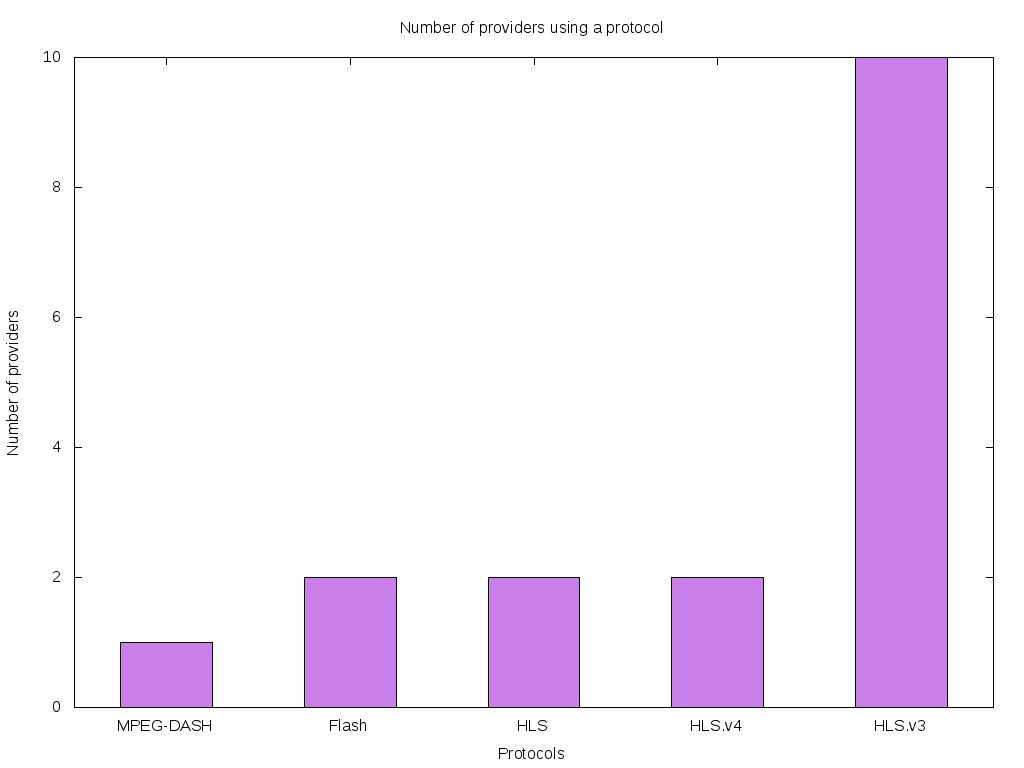 Number of providers using a protocol
10
8
6
4
2
0
Number of providers
MPEG-DASH Flash HLS HLS.v4 HLS.v3
Protocols